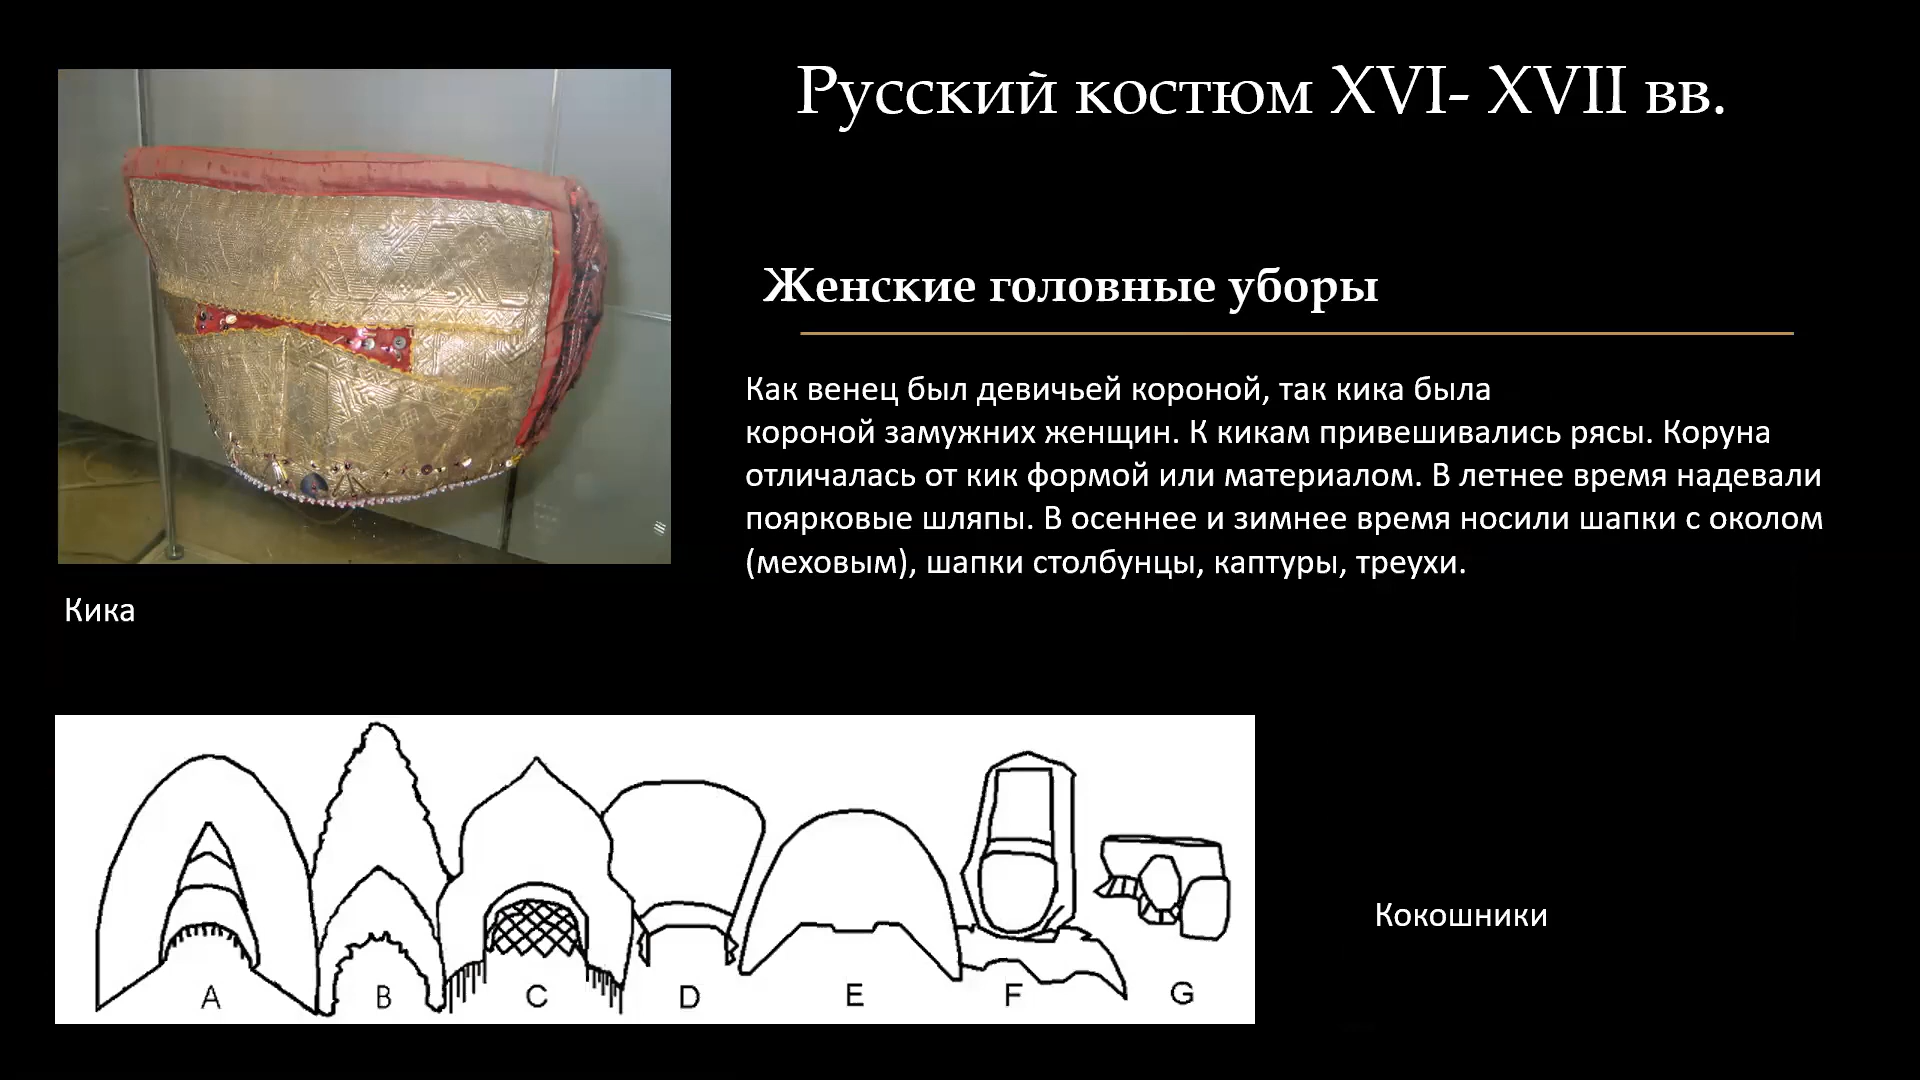 Русский костюм XVI- XVII вв.
Женские головные уборы
Как венец был девичьей короной, так кика была
короной замужних женщин. К кикам привешивались рясы. Коруна
отличалась от кик формой или материалом. В летнее время надевали
поярковые шляпы. В осеннее и зимнее время носили шапки с околом
(меховым), шапки столбунцы, каптуры, треухи.
Кика
A B C D E F G
Кокошники